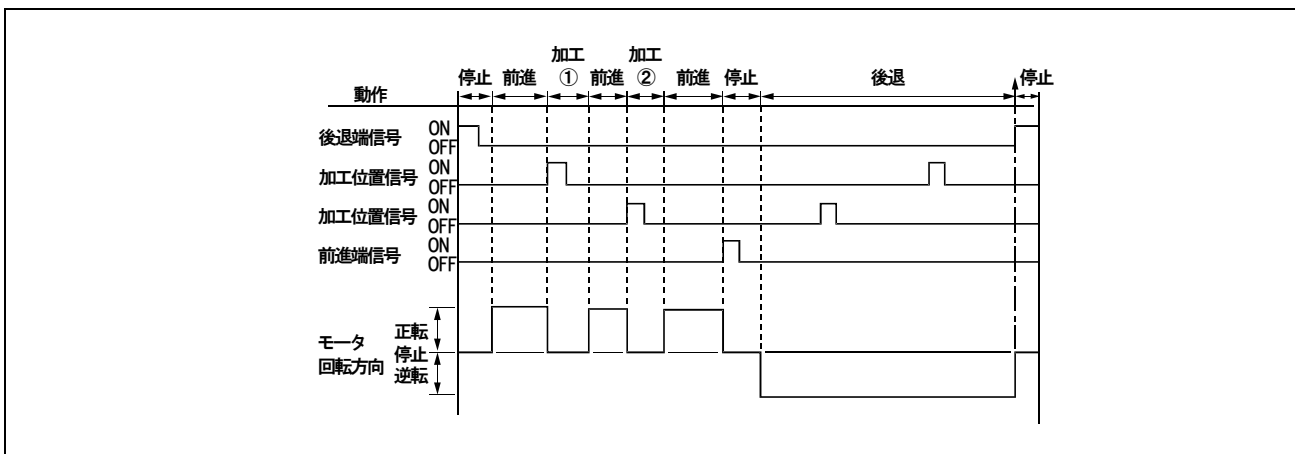 加工 加工
停止 前進 ① 前進 ② 前進 停止 後退 停止
動作
後退端信号 ON
OFF
加工位置信号 ON
OFF
加工位置信号 ON
OFF
前進端信号 ON
OFF
モータ
回転方向
正転
停止
逆転